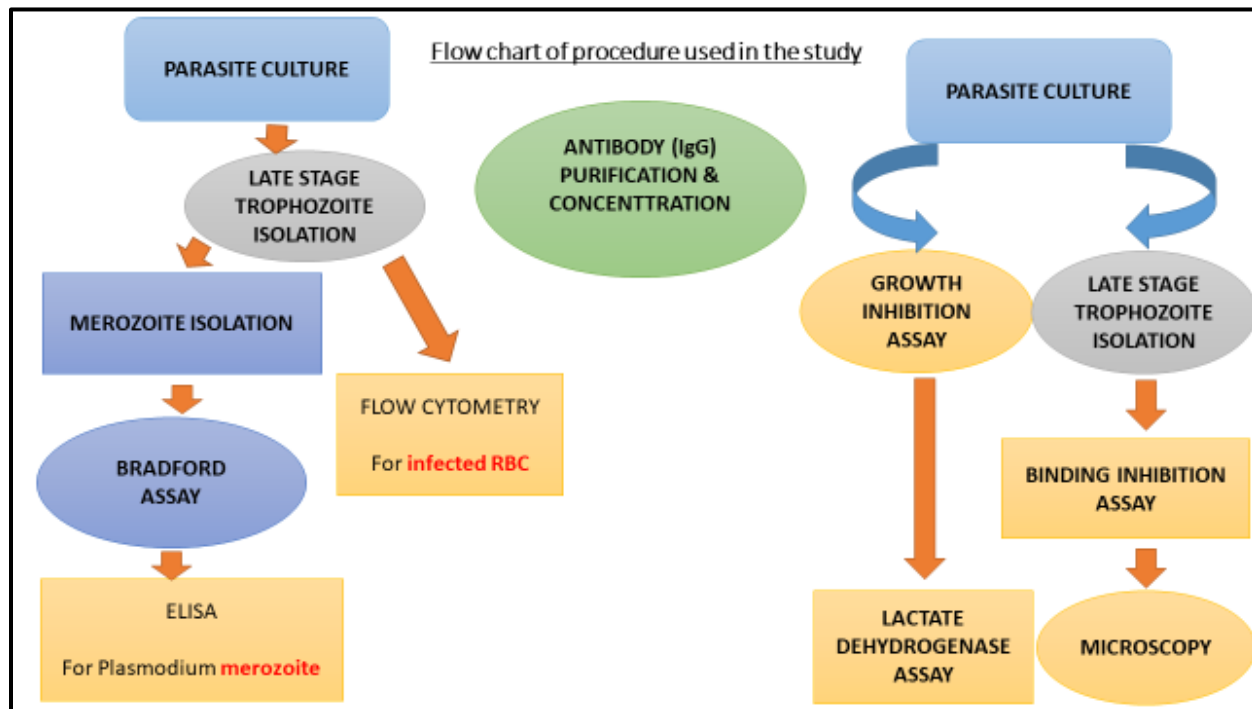 Flow chart of procedure used in the study
PARASITE CULTURE
LATE STAGE
TROPHOZOITE
ISOLATION
MEROZOITE ISOLATION
BRADFORD
ASSAY
ELISA
For Plasmodium merozoite
FLOW CYTOMETRY
For infected RBC
ANTIBODY (IgG)
PURIFICATION &
CONCENTTRATION
PARASITE CULTURE
GROWTH
INHIBITION
ASSAY
LACTATE
DEHYDROGENASE
ASSAY
LATE STAGE
TROPHOZOITE
ISOLATION
BINDING INHIBITION
ASSAY
MICROSCOPY